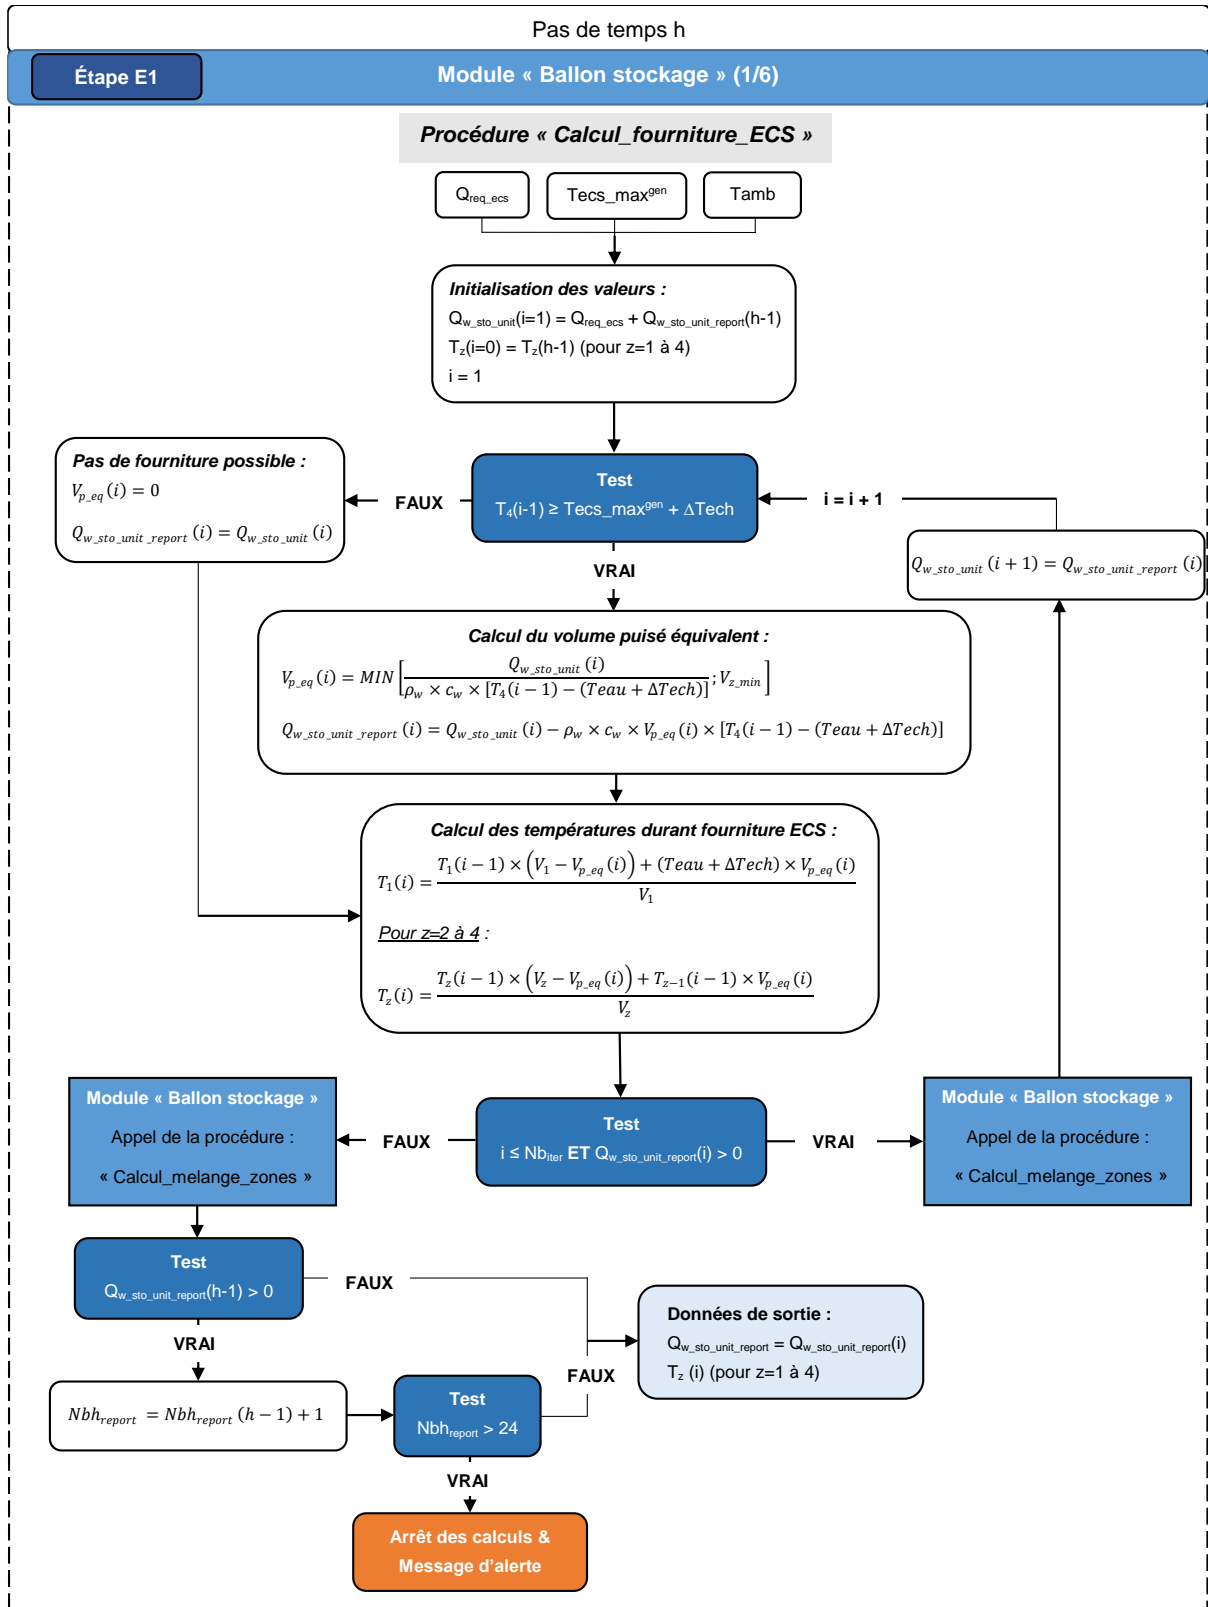 Pas de temps h
Étape E1
Module « Ballon stockage » (1/6)
Procédure « Calcul_fourniture_ECS »
Q_req_ecs
Tecs_max^gen
Tamb
Initialisation des valeurs :
Q_w_sto_unit(i=1) = Q_req_ecs + Q_w_sto_unit_report(h-1)
T_z(i=0) = T_z(h-1) (pour z=1 à 4)
i = 1
Pas de fourniture possible :
V_p_eq (i) = 0
Q_w_sto_unit_report (i) = Q_w_sto_unit (i)
FAUX
Test
T_4(i-1) ≥ Tecs_max^gen + ΔTech
i = i + 1
Q_w_sto_unit (i + 1) = Q_w_sto_unit_report (i)
VRAI
Calcul du volume puisé équivalent :
V_p_eq (i) = MIN [ Q_w_sto_unit (i) / (ρ_w × c_w × [T_4(i − 1) − (Teau + ΔTech)]) ; V_z_min ]
Q_w_sto_unit_report (i) = Q_w_sto_unit (i) − ρ_w × c_w × V_p_eq (i) × [T_4(i − 1) − (Teau + ΔTech)]
Calcul des températures durant fourniture ECS :
T_1(i) = (T_1(i − 1) × (V_1 − V_p_eq (i)) + (Teau + ΔTech) × V_p_eq (i)) / V_1
Pour z=2 à 4 :
T_z(i) = (T_z(i − 1) × (V_z − V_p_eq (i)) + T_z−1(i − 1) × V_p_eq (i)) / V_z
Module « Ballon stockage »
Appel de la procédure :
« Calcul_melange_zones »
FAUX
Test
i ≤ Nb_iter ET Q_w_sto_unit_report(i) > 0
VRAI
Module « Ballon stockage »
Appel de la procédure :
« Calcul_melange_zones »
Test
Q_w_sto_unit_report(h-1) > 0
FAUX
VRAI
Données de sortie :
Q_w_sto_unit_report = Q_w_sto_unit_report(i)
T_z (i) (pour z=1 à 4)
Nbh_report = Nbh_report (h − 1) + 1
Test
Nbh_report > 24
FAUX
VRAI
Arrêt des calculs &
Message d'alerte